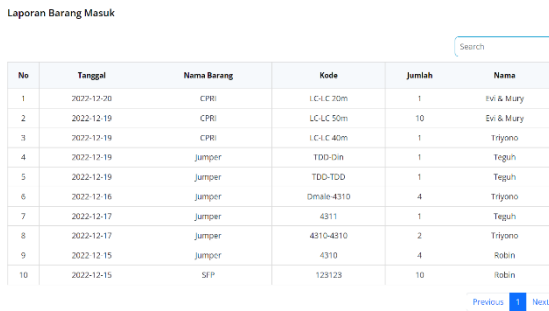 Laporan Barang Masuk
Search
No Tanggal Nama Barang Kode Jumlah Nama
1 2022-12-20 CPRI LC-LC 20m 1 Evi & Mury
2 2022-12-19 CPRI LC-LC 50m 10 Evi & Mury
3 2022-12-19 CPRI LC-LC 40m 1 Triyono
4 2022-12-19 Jumper TDD-Din 1 Teguh
5 2022-12-19 Jumper TDD-TDD 1 Teguh
6 2022-12-16 Jumper Dmale-4310 4 Triyono
7 2022-12-17 Jumper 4311 1 Teguh
8 2022-12-17 Jumper 4310-4310 2 Triyono
9 2022-12-15 Jumper 4310 4 Robin
10 2022-12-15 SFP 123123 10 Robin
Previous 1 Next